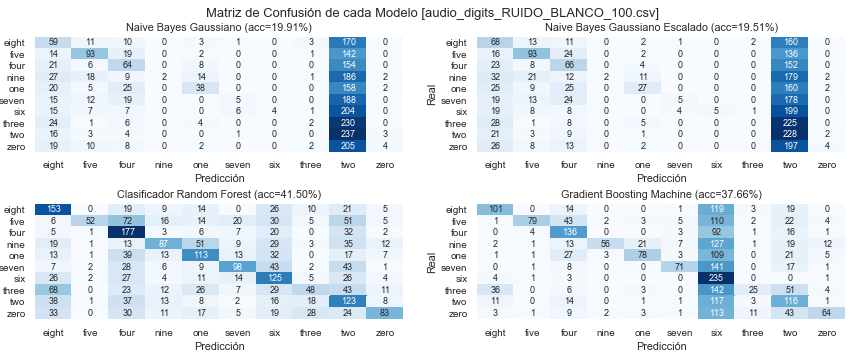 Matriz de Confusión de cada Modelo [audio_digits_RUIDO_BLANCO_100.csv]
Naive Bayes Gaussiano (acc=19.91%)
eight 59 11 10 0 3 1 0 3 170 0
five 14 93 19 0 2 0 0 1 142 0
four 21 6 64 0 8 0 0 0 154 0
nine 27 18 9 2 14 0 0 0 186 2
one 20 5 25 0 38 0 0 0 158 2
seven 15 12 19 0 0 5 0 0 188 0
six 15 7 7 0 0 6 4 1 204 0
three 24 1 6 0 4 0 0 0 230 0
two 16 3 4 0 0 1 0 0 237 3
zero 19 10 8 0 2 0 0 0 205 4
eight five four nine one seven six three two zero
Predicción
Naive Bayes Gaussiano Escalado (acc=19.51%)
Real
eight 68 13 11 0 2 1 0 2 160 0
five 16 93 24 0 2 0 0 0 136 0
four 23 8 66 0 4 0 0 0 152 0
nine 32 21 12 2 11 0 0 0 179 2
one 25 9 25 0 27 0 0 0 160 2
seven 19 13 24 0 0 5 0 0 178 0
six 19 8 8 0 0 4 5 1 199 0
three 28 1 8 0 5 0 0 0 225 0
two 21 3 9 0 1 0 0 0 228 2
zero 26 8 13 0 2 0 0 0 197 4
eight five four nine one seven six three two zero
Predicción
Clasificador Random Forest (acc=41.50%)
eight 153 0 19 9 14 0 26 10 21 5
five 6 52 72 16 14 20 30 5 51 5
four 5 1 177 3 6 7 20 0 32 2
nine 19 1 13 87 51 9 29 3 35 12
one 13 1 39 13 113 13 32 0 17 7
seven 7 2 28 6 9 98 43 2 43 1
six 26 2 27 4 11 14 125 5 26 4
three 68 0 23 12 26 7 29 48 43 11
two 38 1 37 13 8 2 16 18 123 8
zero 33 0 30 11 17 5 19 28 24 83
eight five four nine one seven six three two zero
Predicción
Gradient Boosting Machine (acc=37.66%)
Real
eight 101 0 14 0 0 1 119 3 19 0
five 1 79 43 2 3 5 110 2 22 4
four 0 4 136 0 0 3 92 1 16 1
nine 2 1 13 56 21 7 127 1 19 12
one 1 1 27 3 78 3 109 0 21 5
seven 0 1 8 0 0 71 141 0 17 1
six 4 3 3 0 0 0 235 0 4 0
three 36 0 6 3 0 0 142 25 51 4
two 11 0 14 0 1 1 117 3 116 1
zero 3 1 9 2 3 1 113 11 43 64
eight five four nine one seven six three two zero
Predicción